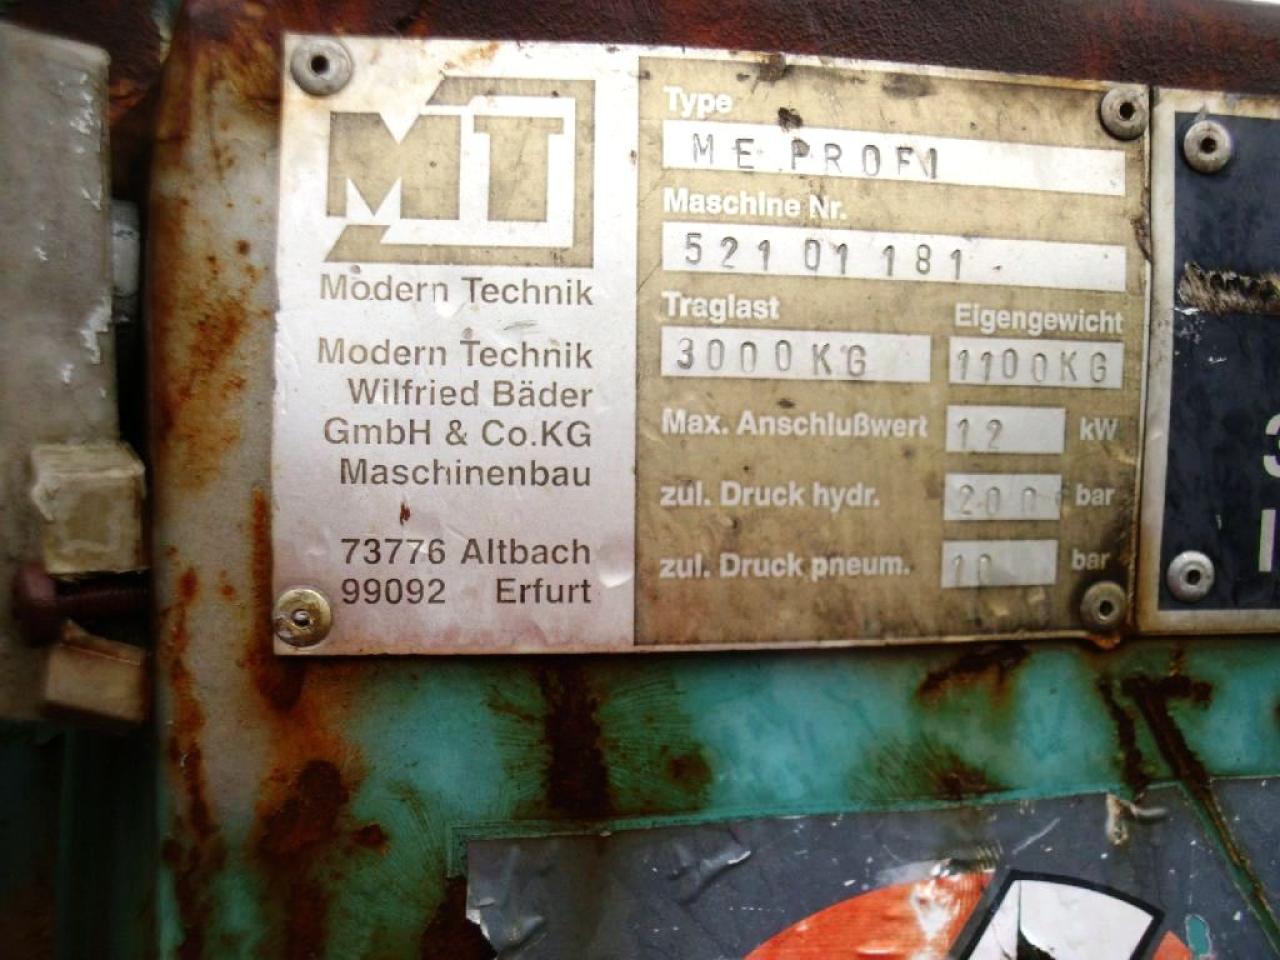 MT
Modern Technik
Modern Technik
Wilfried Bäder
GmbH & Co.KG
Maschinenbau
73776 Altbach
99092 Erfurt
Type
ME PROFI
Maschine Nr.
521 01 181
Traglast
3000KG
Eigengewicht
1100KG
Max. Anschlußwert 12 kW
zul. Druck hydr. 200 bar
zul. Druck pneum. 10 bar